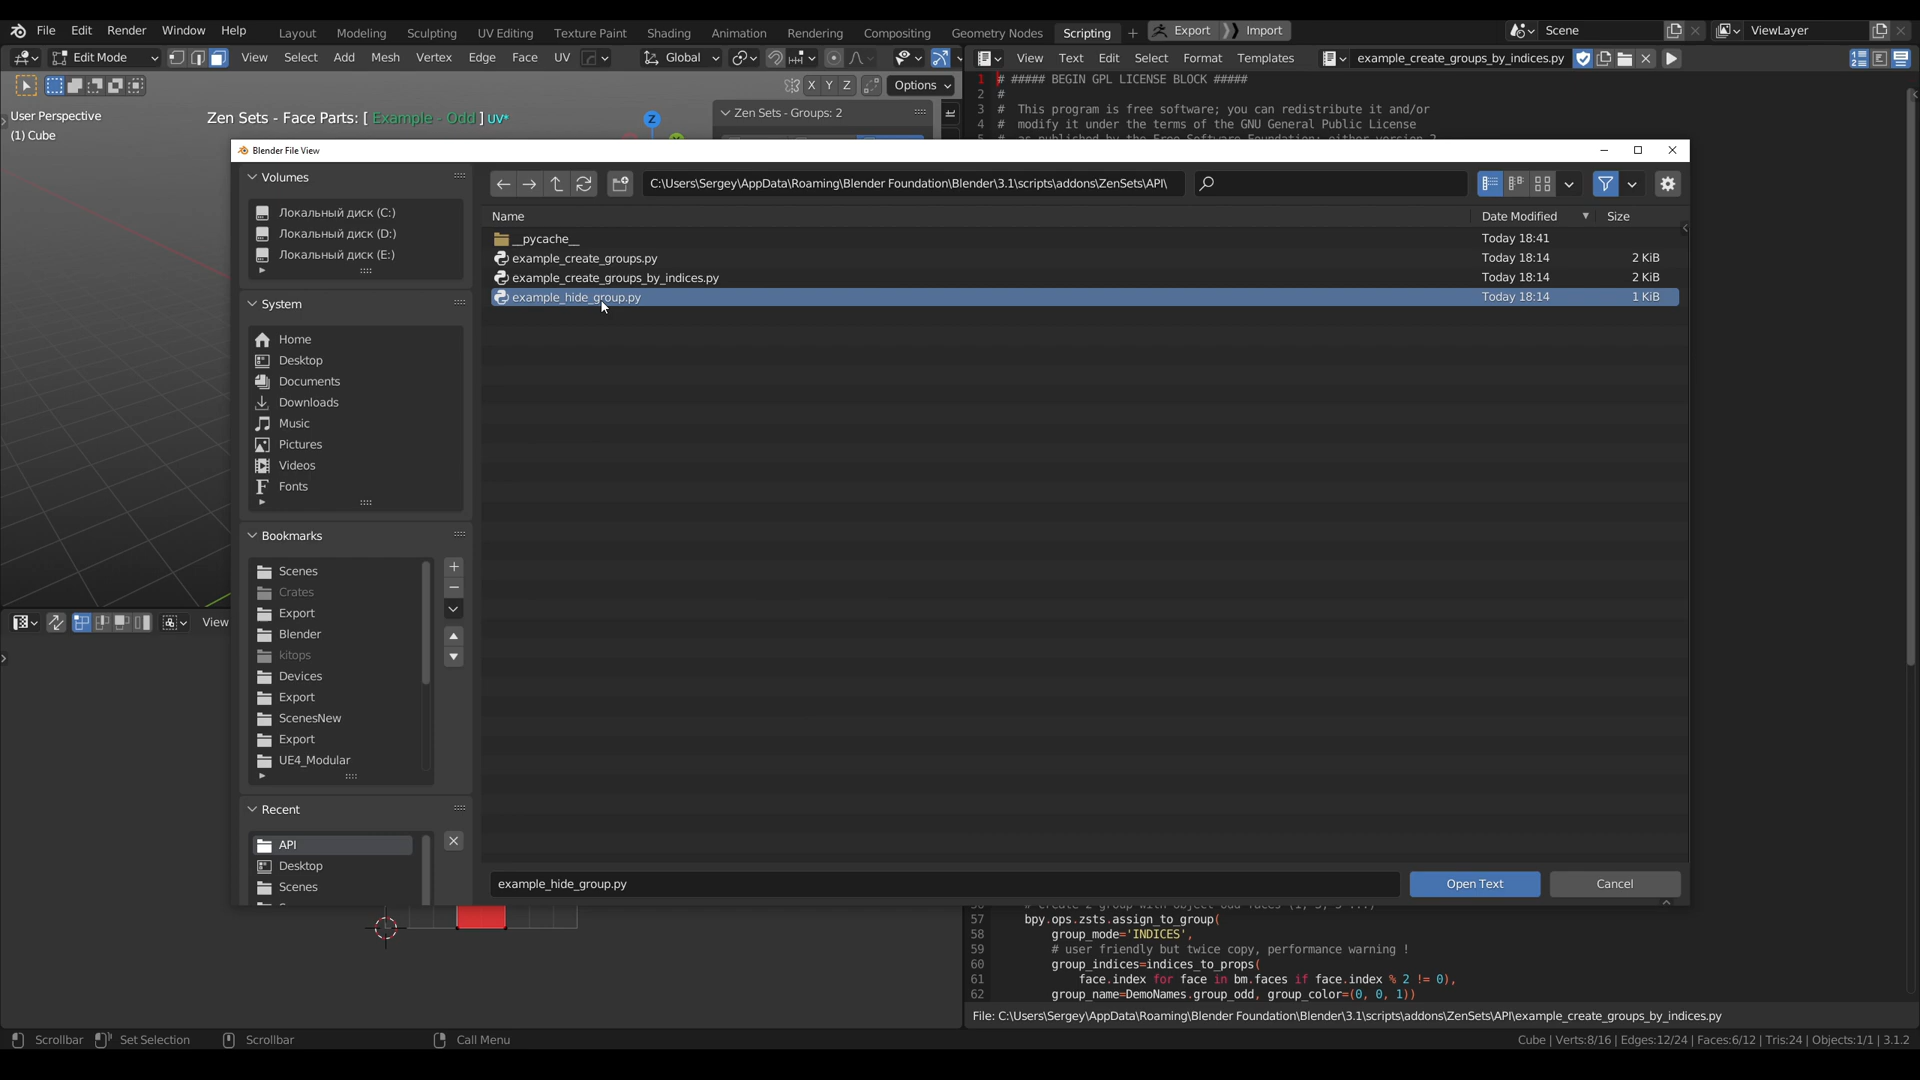 File Edit Render Window Help Layout Modeling Sculpting UV Editing Texture Paint Shading Animation Rendering Compositing Geometry Nodes Scripting + Export Import Scene ViewLayer
Edit Mode View Select Add Mesh Vertex Edge Face UV Global View Text Edit Select Format Templates example_create_groups_by_indices.py
X Y Z Options
User Perspective
(1) Cube
Zen Sets - Face Parts: [ Example - Odd ] UV*
Z
Zen Sets - Groups: 2
1 # ##### BEGIN GPL LICENSE BLOCK #####
2 #
3 # This program is free software; you can redistribute it and/or
4 # modify it under the terms of the GNU General Public License
5 # as published by the Free Software Foundation; either version 2
Blender File View
Volumes
Локальный диск (C:)
Локальный диск (D:)
Локальный диск (E:)
System
Home
Desktop
Documents
Downloads
Music
Pictures
Videos
Fonts
Bookmarks
Scenes
Crates
Export
Blender
kitops
Devices
Export
ScenesNew
Export
UE4_Modular
Recent
API
Desktop
Scenes
C:\Users\Sergey\AppData\Roaming\Blender Foundation\Blender\3.1\scripts\addons\ZenSets\API\
Name Date Modified Size
__pycache__ Today 18:41
example_create_groups.py Today 18:14 2 KiB
example_create_groups_by_indices.py Today 18:14 2 KiB
example_hide_group.py Today 18:14 1 KiB
example_hide_group.py Open Text Cancel
View
57 bpy.ops.zsts.assign_to_group(
58 group_mode='INDICES',
59 # user friendly but twice copy, performance warning !
60 group_indices=indices_to_props(
61 face.index for face in bm.faces if face.index % 2 != 0),
62 group_name=DemoNames.group_odd, group_color=(0, 0, 1))
File: C:\Users\Sergey\AppData\Roaming\Blender Foundation\Blender\3.1\scripts\addons\ZenSets\API\example_create_groups_by_indices.py
Scrollbar Set Selection Scrollbar Call Menu Cube | Verts:8/16 | Edges:12/24 | Faces:6/12 | Tris:24 | Objects:1/1 | 3.1.2